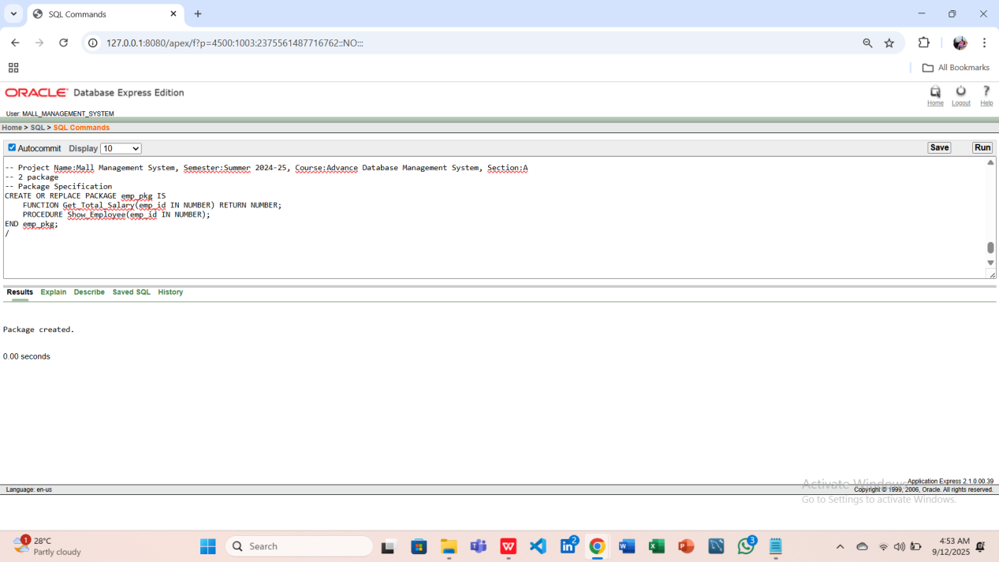 SQL Commands
127.0.0.1:8080/apex/f?p=4500:1003:2375561487716762::NO:::
All Bookmarks
ORACLE Database Express Edition
Home Logout Help
User: MALL_MANAGEMENT_SYSTEM
Home > SQL > SQL Commands
Autocommit Display 10
Save Run
-- Project Name:Mall Management System, Semester:Summer 2024-25, Course:Advance Database Management System, Section:A
-- 2 package
-- Package Specification
CREATE OR REPLACE PACKAGE emp_pkg IS
    FUNCTION Get_Total_Salary(emp_id IN NUMBER) RETURN NUMBER;
    PROCEDURE Show_Employee(emp_id IN NUMBER);
END emp_pkg;
/
Results Explain Describe Saved SQL History
Package created.
0.00 seconds
Application Express 2.1.0.00.39
Language: en-us
Copyright © 1999, 2006, Oracle. All rights reserved.
Activate Windows
Go to Settings to activate Windows.
1
28°C
Partly cloudy
Search
2
3
4:53 AM
9/12/2025